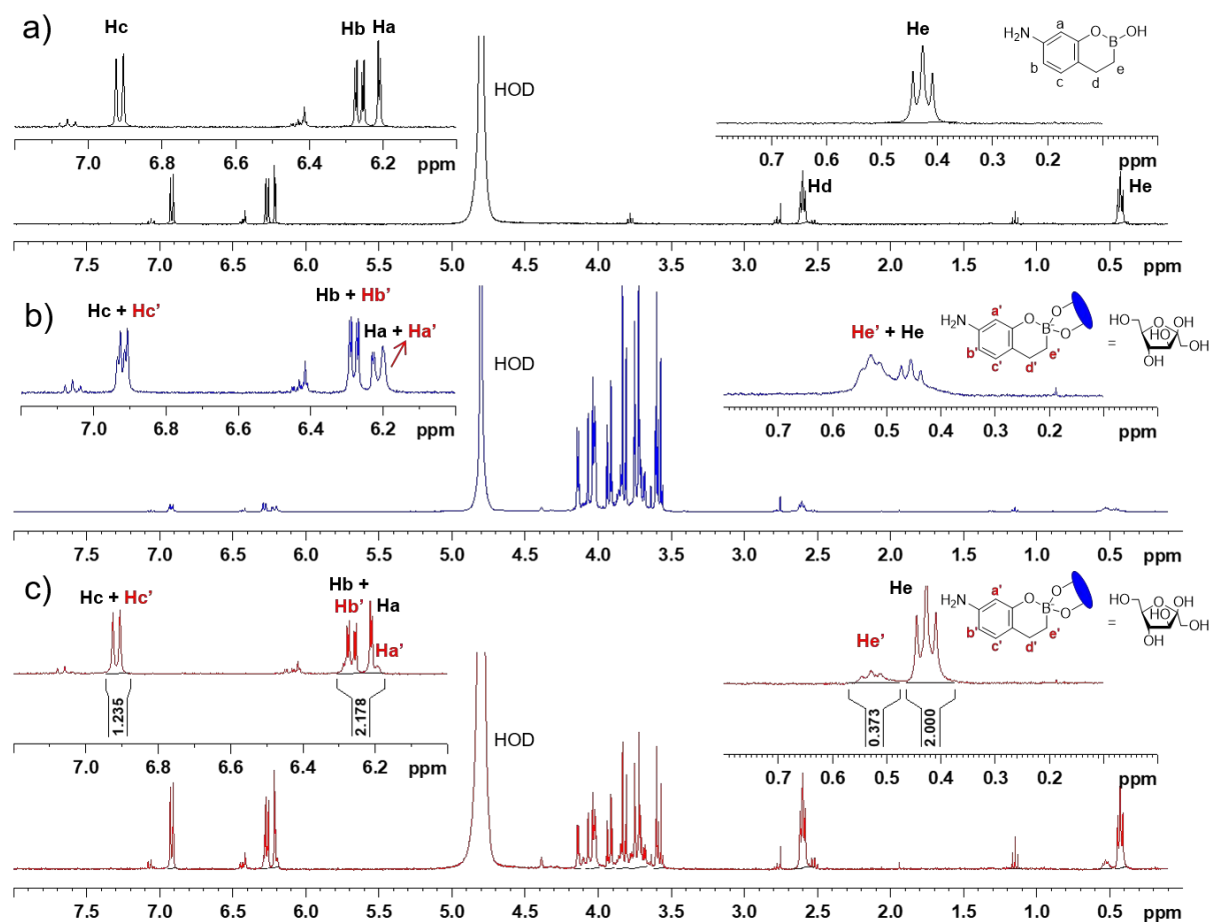 a)
Hc
Hb
Ha
HOD
He
a
b
c
d
e
H₂N
O
B
OH
7.0
6.8
6.6
6.4
6.2
ppm
0.7
0.6
0.5
0.4
0.3
0.2
ppm
Hd
He
7.5
7.0
6.5
6.0
5.5
5.0
4.5
4.0
3.5
3.0
2.5
2.0
1.5
1.0
0.5
ppm
b)
Hc + Hc’
Hb + Hb’
Ha + Ha’
He’ + He
a'
b'
c'
d'
e'
H₂N
O
B⁻
O
O
=
HO
O
OH
HO
OH
OH
7.0
6.8
6.6
6.4
6.2
ppm
0.7
0.6
0.5
0.4
0.3
0.2
ppm
7.5
7.0
6.5
6.0
5.5
5.0
4.5
4.0
3.5
3.0
2.5
2.0
1.5
1.0
0.5
ppm
c)
Hc + Hc’
Hb +
Hb’
Ha
Ha’
HOD
He’
He
a'
b'
c'
d'
e'
H₂N
O
B⁻
O
O
=
HO
O
OH
HO
OH
OH
1.235
2.178
0.373
2.000
7.0
6.8
6.6
6.4
6.2
ppm
0.7
0.6
0.5
0.4
0.3
0.2
ppm
7.5
7.0
6.5
6.0
5.5
5.0
4.5
4.0
3.5
3.0
2.5
2.0
1.5
1.0
0.5
ppm